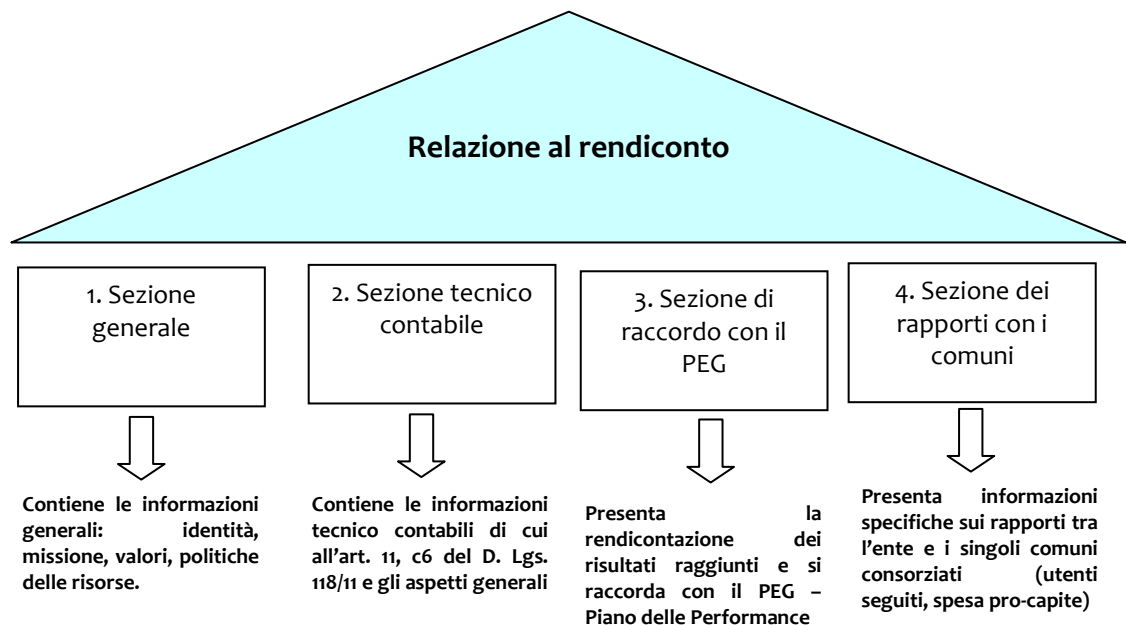 Relazione al rendiconto
1. Sezione
generale
2. Sezione tecnico
contabile
3. Sezione di
raccordo con il
PEG
4. Sezione dei
rapporti con i
comuni
Contiene le informazioni
generali: identità,
missione, valori, politiche
delle risorse.
Contiene le informazioni
tecnico contabili di cui
all'art. 11, c6 del D. Lgs.
118/11 e gli aspetti generali
Presenta la
rendicontazione dei
risultati raggiunti e si
raccorda con il PEG –
Piano delle Performance
Presenta informazioni
specifiche sui rapporti tra
l'ente e i singoli comuni
consorziati (utenti
seguiti, spesa pro-capite)